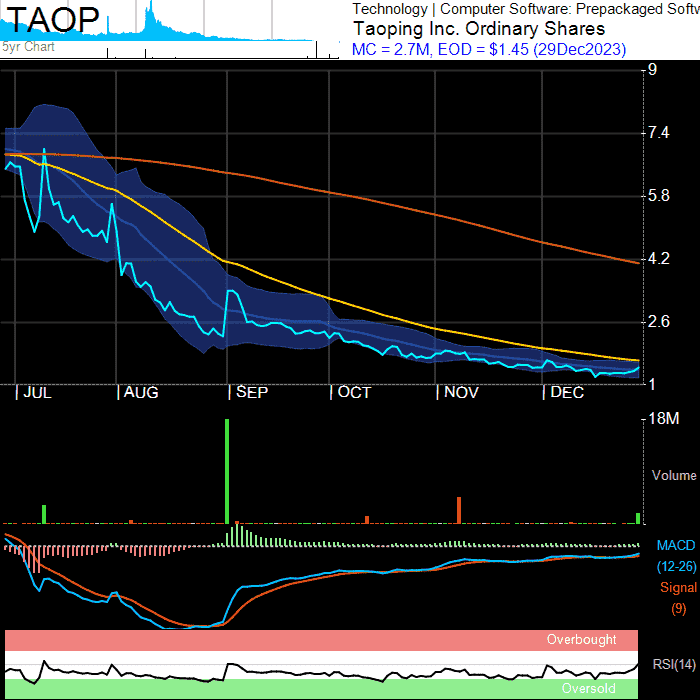 TAOP
5yr Chart
Technology | Computer Software: Prepackaged Softw
Taoping Inc. Ordinary Shares
MC = 2.7M, EOD = $1.45 (29Dec2023)
9
7.4
5.8
4.2
2.6
1
JUL AUG SEP OCT NOV DEC
18M
Volume
MACD
(12-26)
Signal
(9)
Overbought
RSI(14)
Oversold